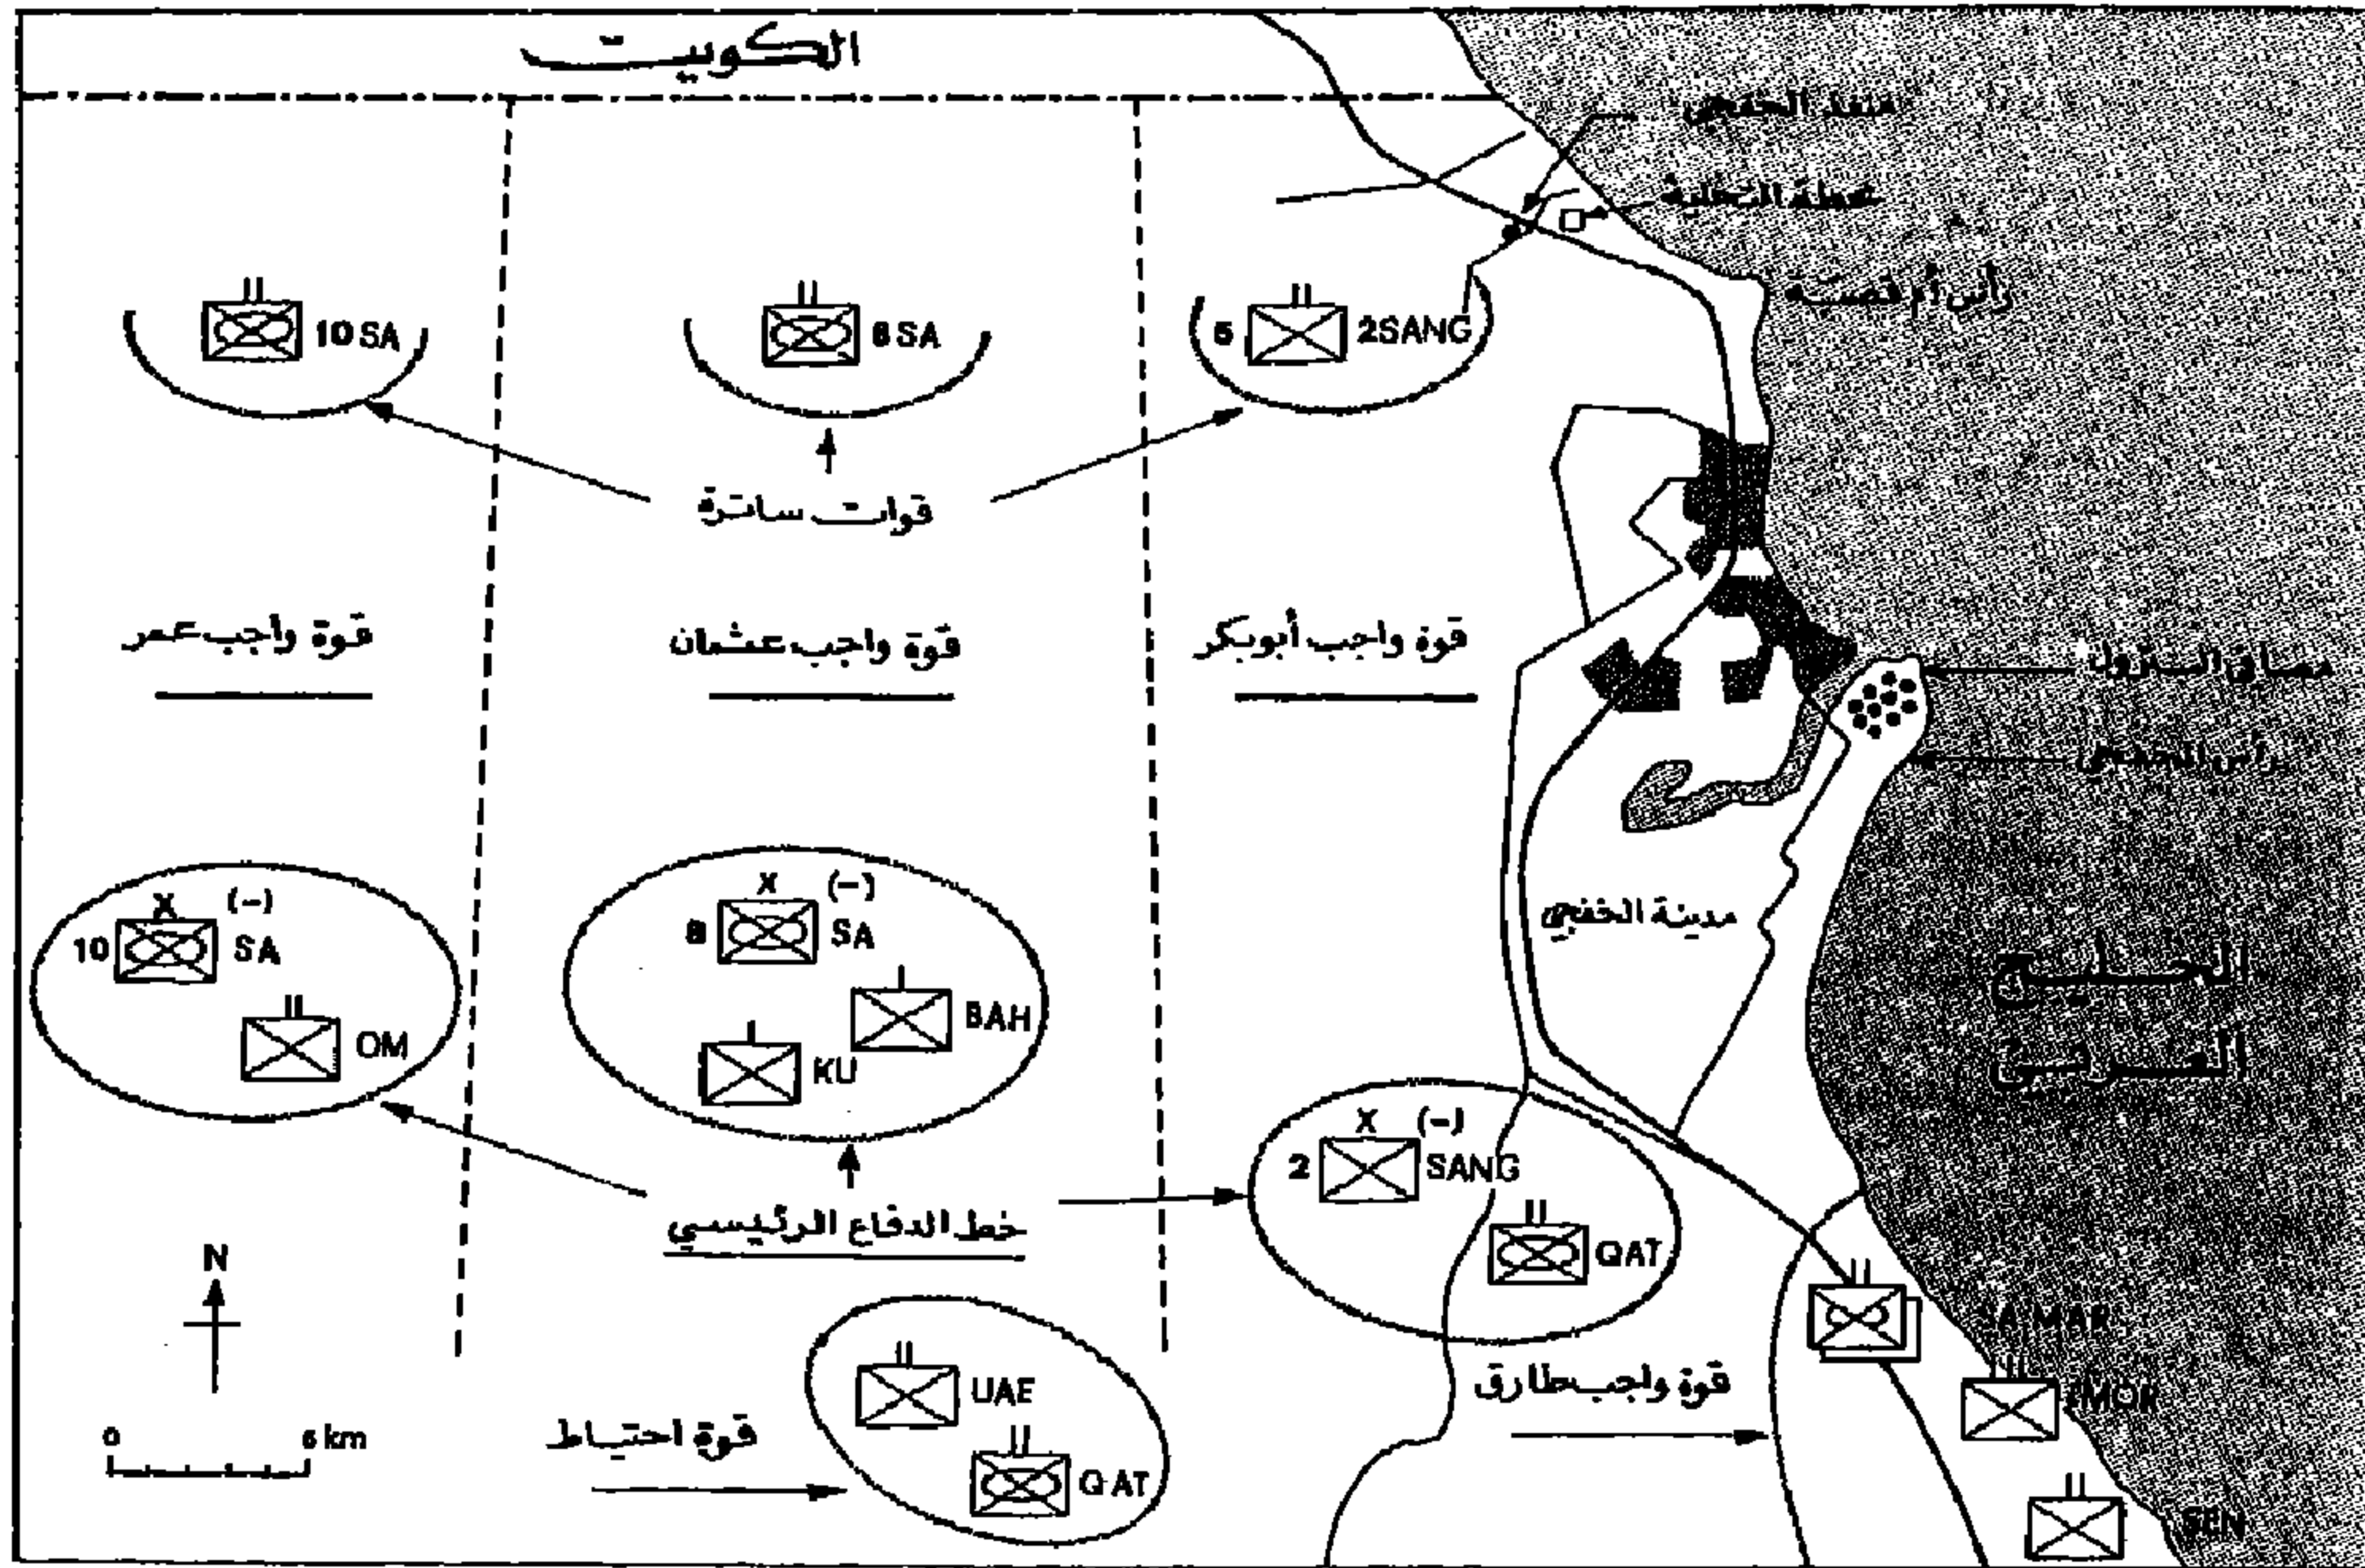 الكويت
منفذ الخفجي
محطة التحلية
رأس أم قصبة
10 SA
8 SA
5 2SANG
قوات ساترة
قوة واجب عمر
قوة واجب عثمان
قوة واجب أبوبكر
رأس الخفجي
X (-)
10 SA
OM
X (-)
8 SA
BAH
KU
مدينة الخفجي
الخليج
العربي
X (-)
2 SANG
QAT
خط الدفاع الرئيسي
N
0 5 km
قوة احتياط
UAE
QAT
قوة واجب طارق
SA MAR
MOR
SEN